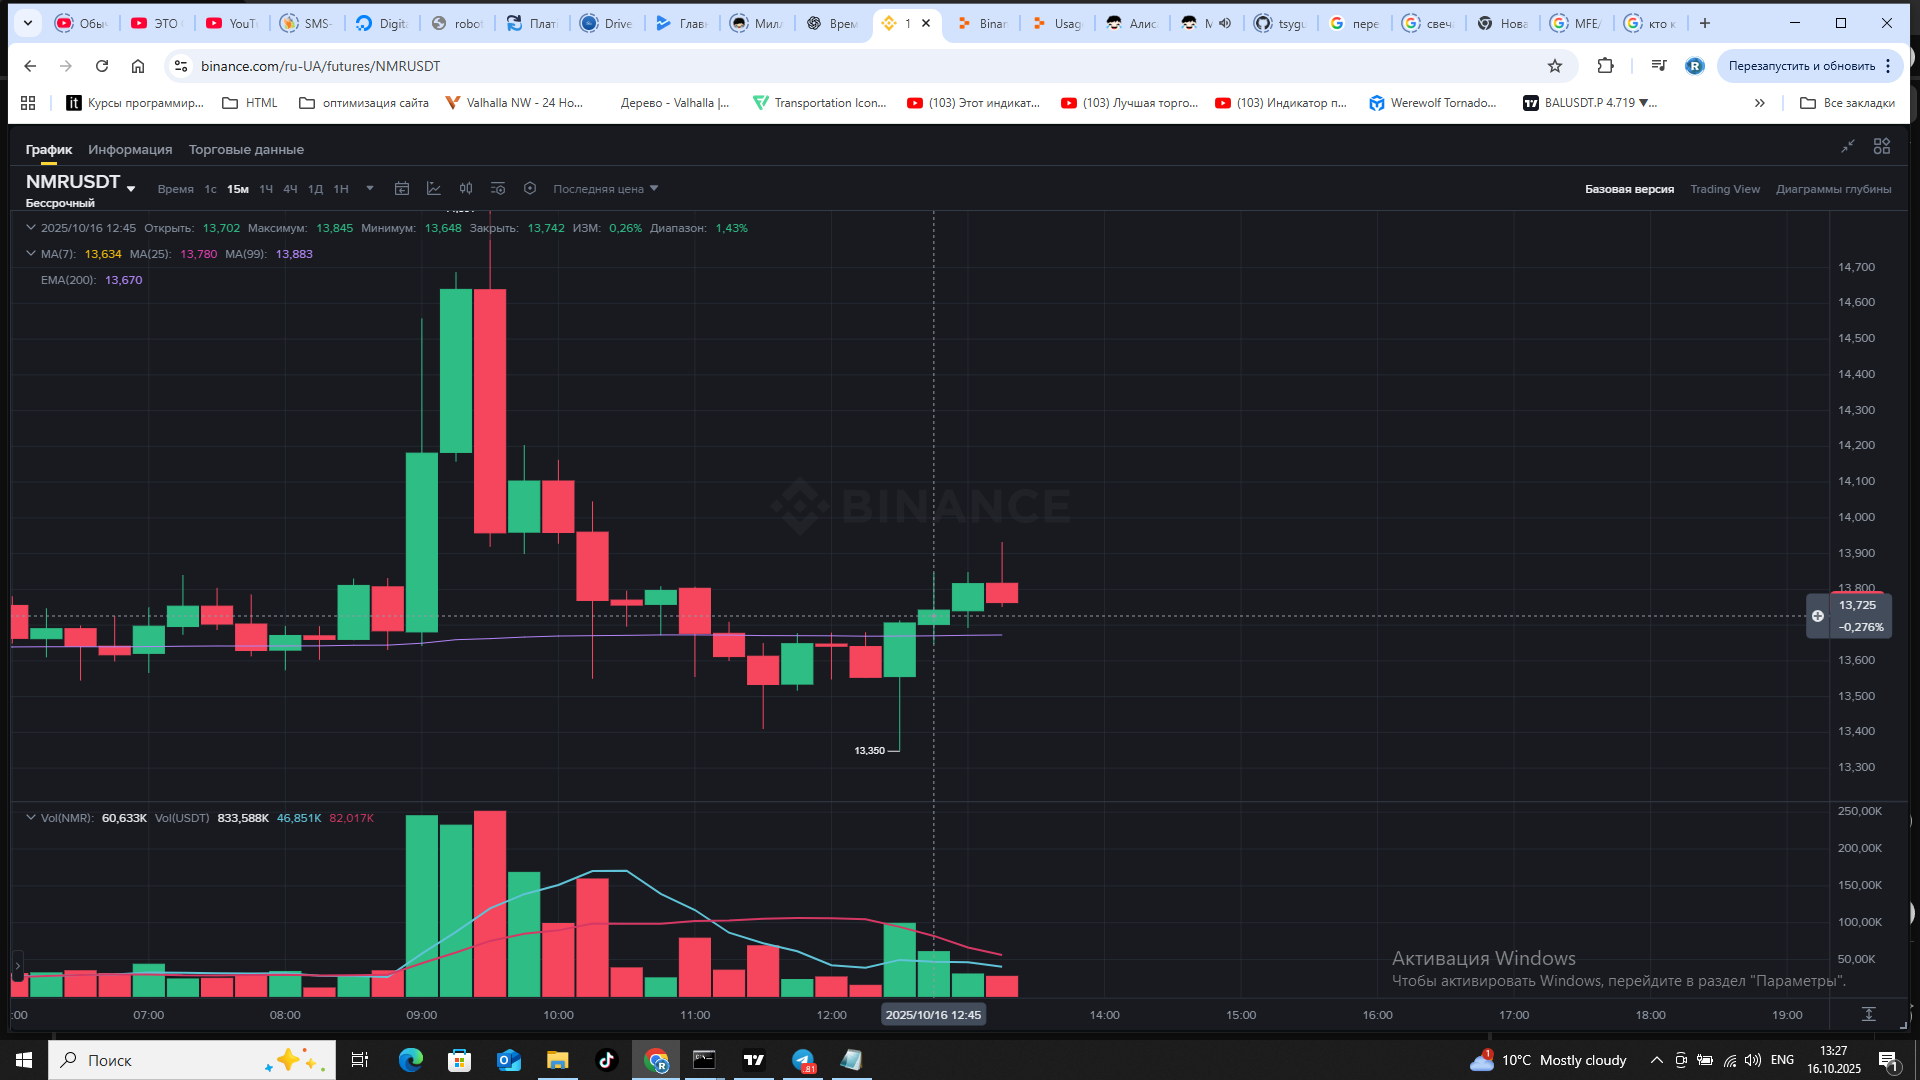 Обы
ЭТО
YouT
SMS-
Digita
robot
Плат
Drive
Глав
Милл
Врем
1
Binan
Usag
Алис
М
tsygu
пере
свеч
Нова
MFE/
кто к
binance.com/ru-UA/futures/NMRUSDT
Перезапустить и обновить
Курсы программир...
HTML
оптимизация сайта
Valhalla NW - 24 Ho...
Дерево - Valhalla |...
Transportation Icon...
(103) Этот индикат...
(103) Лучшая торго...
(103) Индикатор п...
Werewolf Tornado...
BALUSDT.P 4.719 ▼...
Все закладки
График Информация Торговые данные
NMRUSDT
Бессрочный
Время 1с 15м 1Ч 4Ч 1Д 1Н
Последняя цена
Базовая версия Trading View Диаграммы глубины
2025/10/16 12:45 Открыть: 13,702 Максимум: 13,845 Минимум: 13,648 Закрыть: 13,742 ИЗМ: 0,26% Диапазон: 1,43%
MA(7): 13,634 MA(25): 13,780 MA(99): 13,883
EMA(200): 13,670
14,700
14,600
14,500
14,400
14,300
14,200
14,100
14,000
13,900
13,800
13,725
-0,276%
13,600
13,500
13,400
13,300
BINANCE
13,350
Vol(NMR): 60,633K Vol(USDT) 833,588K 46,851K 82,017K
250,00K
200,00K
150,00K
100,00K
50,00K
Активация Windows
Чтобы активировать Windows, перейдите в раздел "Параметры".
:00 07:00 08:00 09:00 10:00 11:00 12:00 2025/10/16 12:45 14:00 15:00 16:00 17:00 18:00 19:00
Поиск
81
1
10°C Mostly cloudy
ENG
13:27
16.10.2025
1